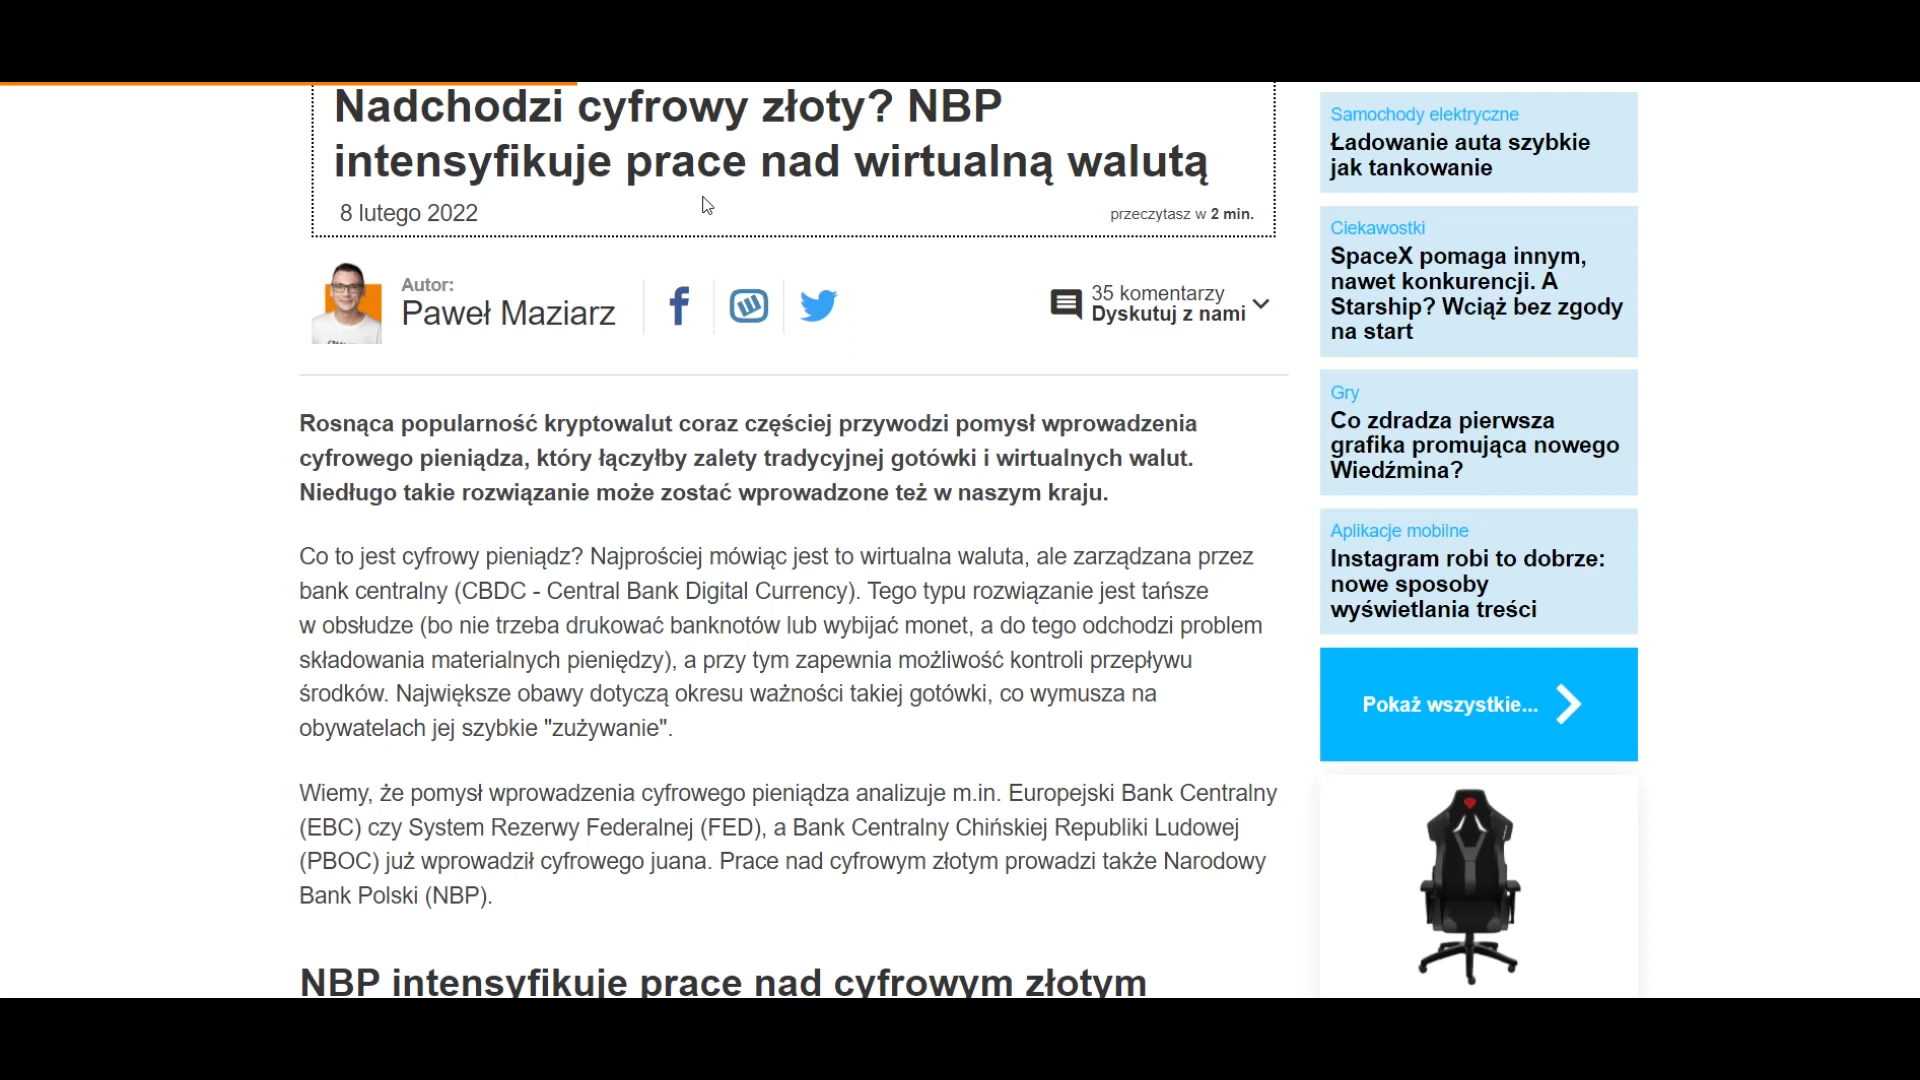 Nadchodzi cyfrowy złoty? NBP
intensyfikuje prace nad wirtualną walutą
8 lutego 2022
przeczytasz w 2 min.
Autor:
Paweł Maziarz
35 komentarzy
Dyskutuj z nami
Rosnąca popularność kryptowalut coraz częściej przywodzi pomysł wprowadzenia
cyfrowego pieniądza, który łączyłby zalety tradycyjnej gotówki i wirtualnych walut.
Niedługo takie rozwiązanie może zostać wprowadzone też w naszym kraju.
Co to jest cyfrowy pieniądz? Najprościej mówiąc jest to wirtualna waluta, ale zarządzana przez
bank centralny (CBDC - Central Bank Digital Currency). Tego typu rozwiązanie jest tańsze
w obsłudze (bo nie trzeba drukować banknotów lub wybijać monet, a do tego odchodzi problem
składowania materialnych pieniędzy), a przy tym zapewnia możliwość kontroli przepływu
środków. Największe obawy dotyczą okresu ważności takiej gotówki, co wymusza na
obywatelach jej szybkie "zużywanie".
Wiemy, że pomysł wprowadzenia cyfrowego pieniądza analizuje m.in. Europejski Bank Centralny
(EBC) czy System Rezerwy Federalnej (FED), a Bank Centralny Chińskiej Republiki Ludowej
(PBOC) już wprowadził cyfrowego juana. Prace nad cyfrowym złotym prowadzi także Narodowy
Bank Polski (NBP).
NBP intensyfikuje prace nad cyfrowym złotym
Samochody elektryczne
Ładowanie auta szybkie
jak tankowanie
Ciekawostki
SpaceX pomaga innym,
nawet konkurencji. A
Starship? Wciąż bez zgody
na start
Gry
Co zdradza pierwsza
grafika promująca nowego
Wiedźmina?
Aplikacje mobilne
Instagram robi to dobrze:
nowe sposoby
wyświetlania treści
Pokaż wszystkie...